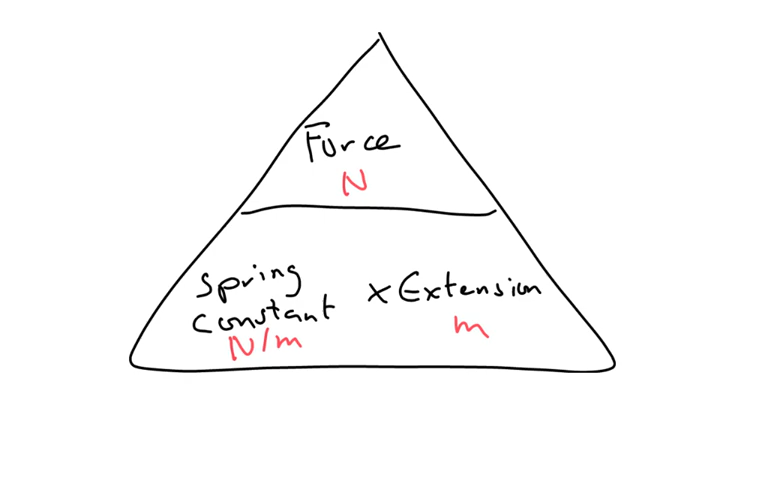 Force
N
Spring
Constant
x Extension
N/m
m